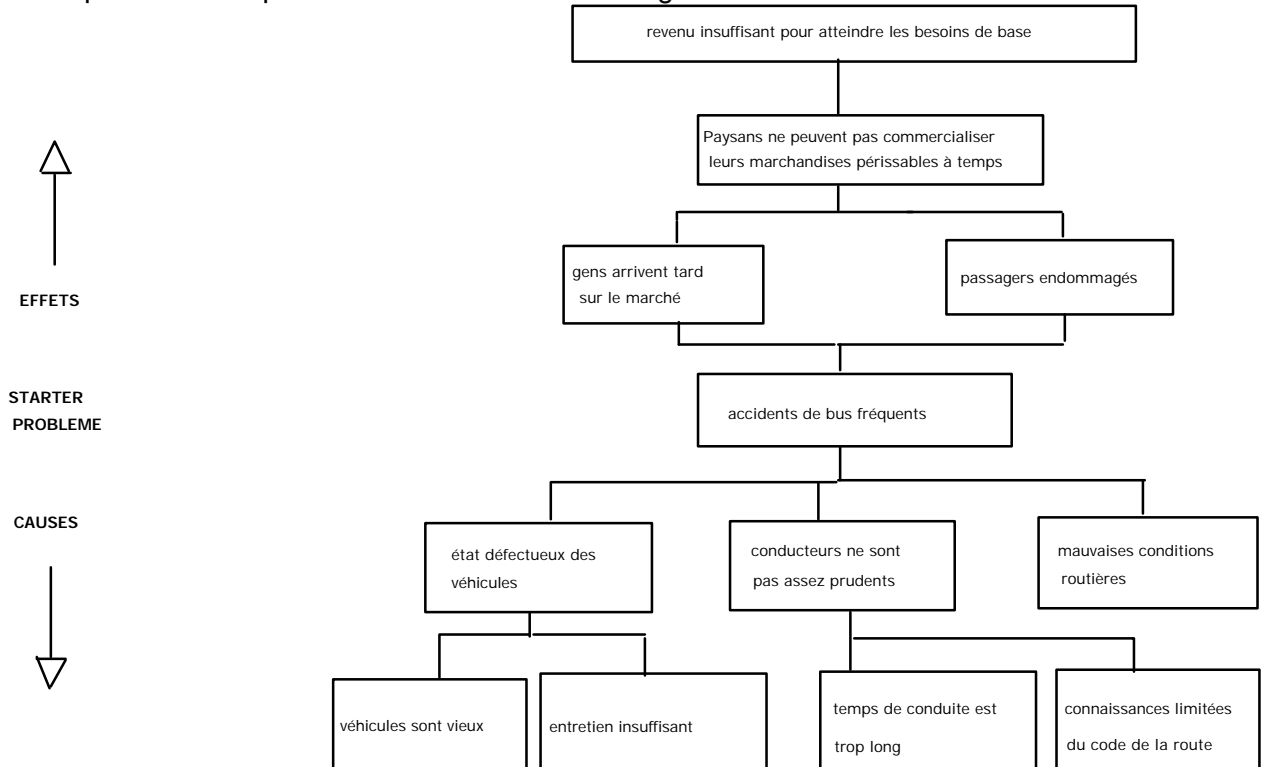 revenu insuffisant pour atteindre les besoins de base
Paysans ne peuvent pas commercialiser
leurs marchandises périssables à temps
gens arrivent tard
sur le marché
passagers endommagés
EFFETS
STARTER
PROBLEME
accidents de bus fréquents
CAUSES
état défectueux des
véhicules
conducteurs ne sont
pas assez prudents
mauvaises conditions
routières
véhicules sont vieux
entretien insuffisant
temps de conduite est
trop long
connaissances limitées
du code de la route